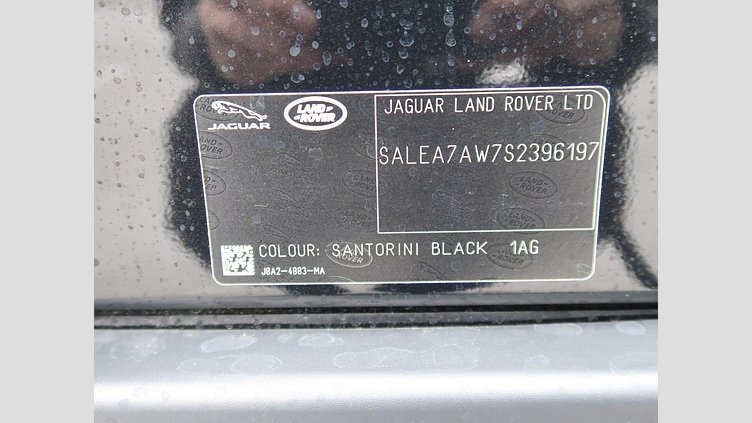 JAGUAR
LAND ROVER
JAGUAR LAND ROVER LTD
SALEA7AW7S2396197
COLOUR: SANTORINI BLACK 1AG
J8A2-4883-MA